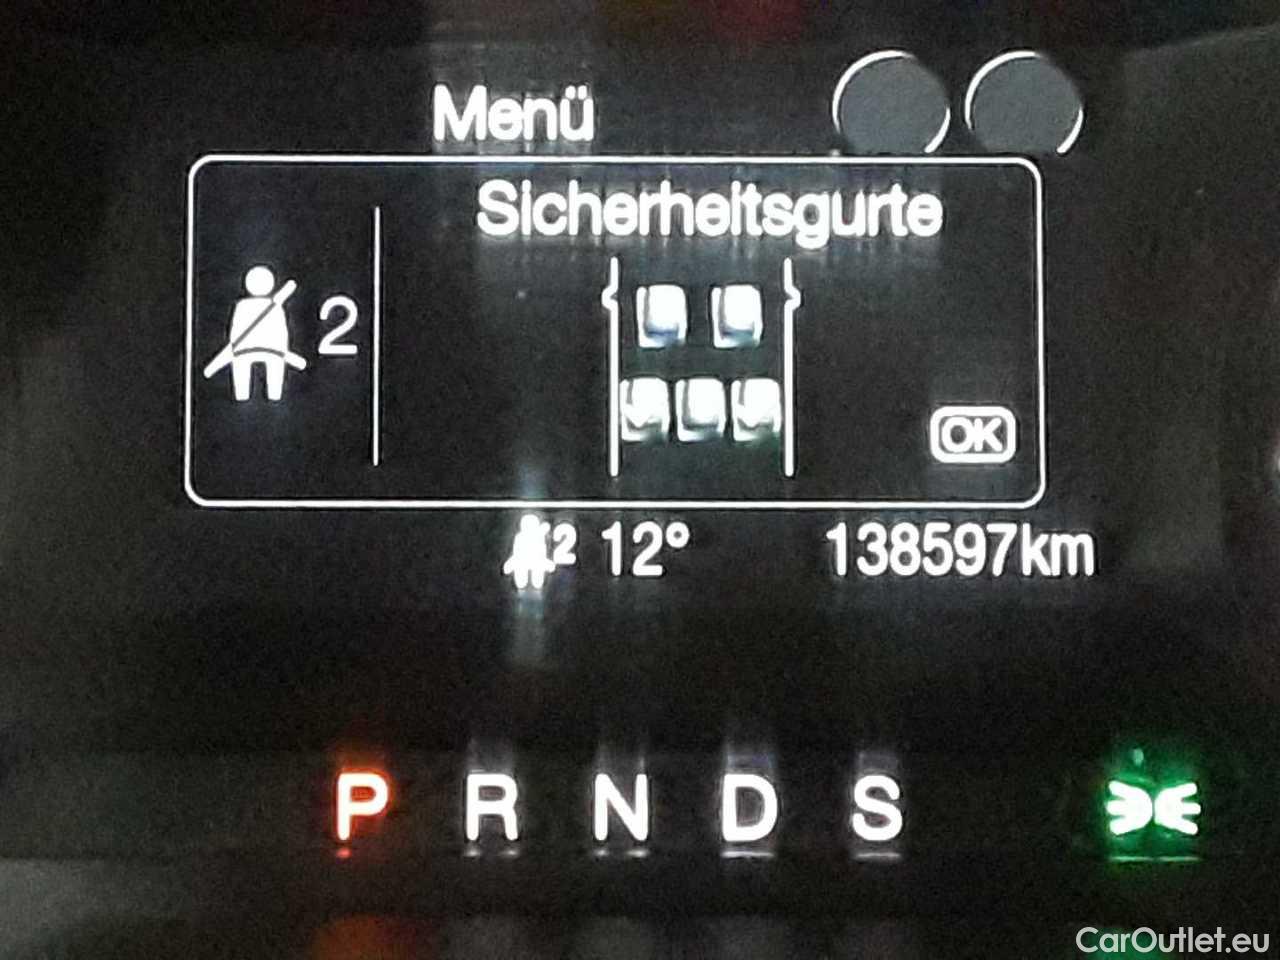 Menü
Sicherheitsgurte
2
OK
2 12° 138597km
P R N D S
CarOutlet.eu